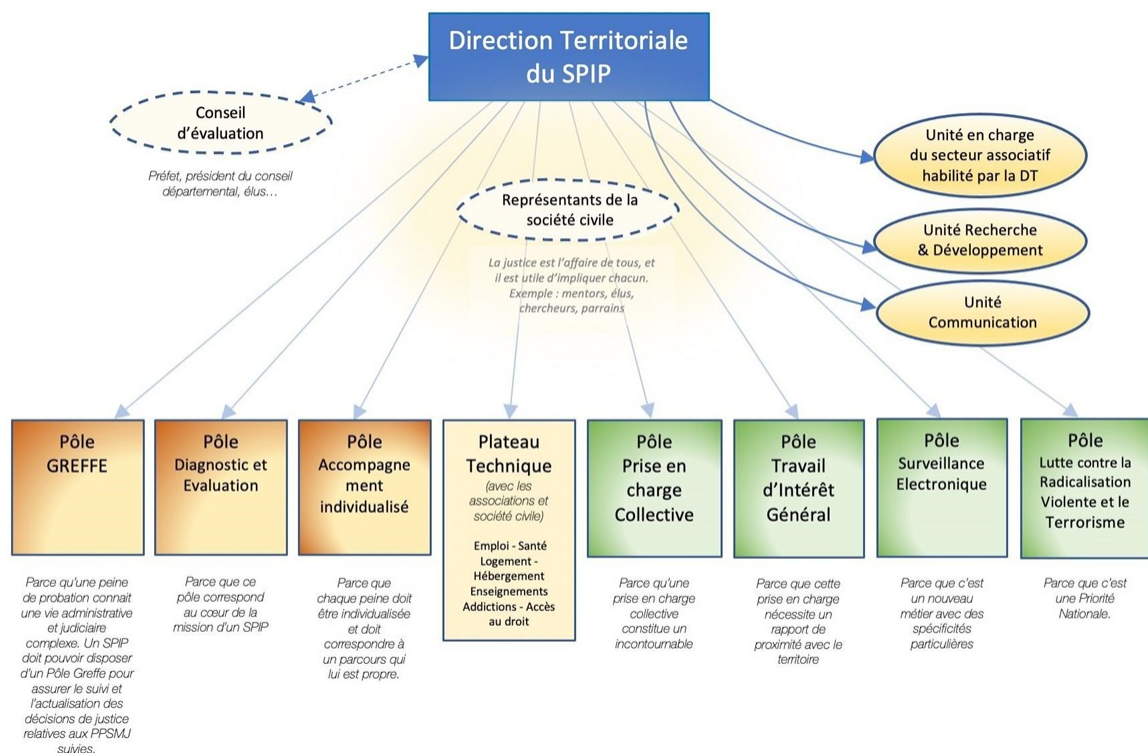 Direction Territoriale
du SPIP
Conseil
d'évaluation
Préfet, président du conseil
départemental, élus…
Unité en charge
du secteur associatif
habilité par la DT
Représentants de la
société civile
La justice est l'affaire de tous, et
il est utile d'impliquer chacun.
Exemple : mentors, élus,
chercheurs, parrains
Unité Recherche
& Développement
Unité
Communication
Pôle
GREFFE
Parce qu'une peine
de probation connait
une vie administrative
et judiciaire
complexe. Un SPIP
doit pouvoir disposer
d'un Pôle Greffe pour
assurer le suivi et
l'actualisation des
décisions de justice
relatives aux PPSMJ
suivies.
Pôle
Diagnostic et
Evaluation
Parce que ce
pôle correspond
au cœur de la
mission d'un SPIP
Pôle
Accompagne
ment
individualisé
Parce que
chaque peine doit
être individualisée
et doit
correspondre à
un parcours qui
lui est propre.
Plateau
Technique
(avec les
associations et
société civile)
Emploi - Santé
Logement -
Hébergement
Enseignements
Addictions - Accès
au droit
Pôle
Prise en
charge
Collective
Parce qu'une
prise en charge
collective
constitue un
incontournable
Pôle
Travail
d'Intérêt
Général
Parce que cette
prise en charge
nécessite un
rapport de
proximité avec le
territoire
Pôle
Surveillance
Electronique
Parce que c'est
un nouveau
métier avec des
spécificités
particulières
Pôle
Lutte contre la
Radicalisation
Violente et le
Terrorisme
Parce que c'est
une Priorité
Nationale.